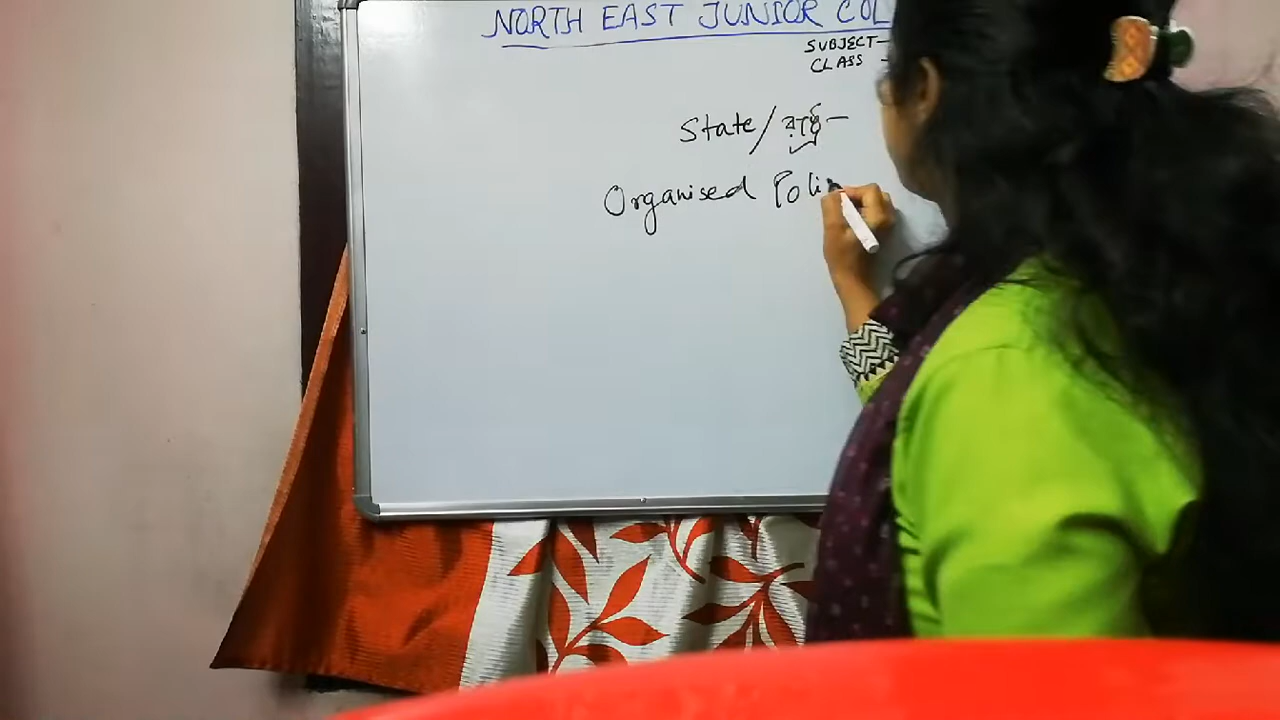 NORTH EAST JUNIOR COL
SUBJECT-
CLASS -
State/ৰাষ্ট্ৰ -
Organised Poli